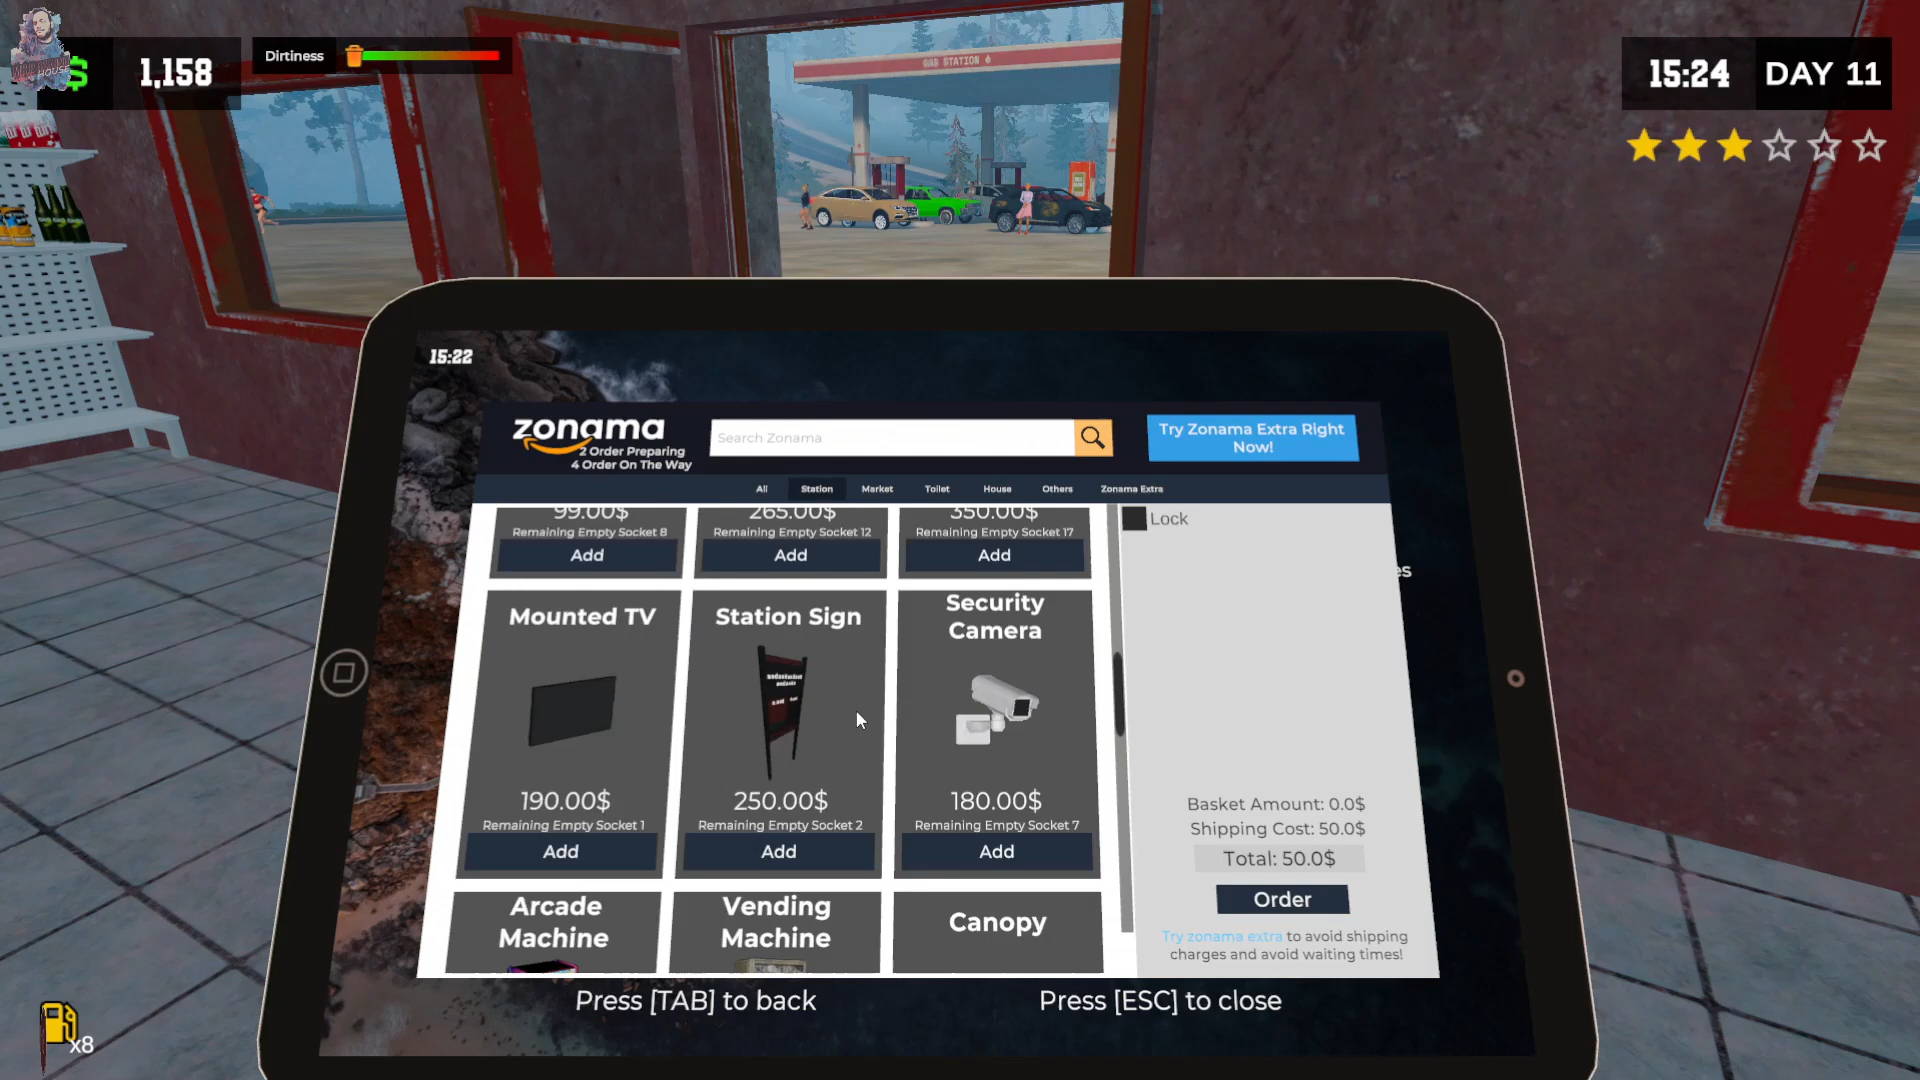 $ 1,158
Dirtiness
HOUSE
GAS STATION 6
15:24 DAY 11
15:22
zonama
2 Order Preparing
4 Order On The Way
Search Zonama
Try Zonama Extra Right
Now!
All Station Market Toilet House Others Zonama Extra
99.00$ 265.00$ 350.00$
Remaining Empty Socket 8 Remaining Empty Socket 12 Remaining Empty Socket 17
Add Add Add
Lock
es
Mounted TV Station Sign Security
Camera
190.00$ 250.00$ 180.00$
Remaining Empty Socket 1 Remaining Empty Socket 2 Remaining Empty Socket 7
Add Add Add
Basket Amount: 0.0$
Shipping Cost: 50.0$
Total: 50.0$
Order
Try zonama extra to avoid shipping
charges and avoid waiting times!
Arcade
Machine
Vending
Machine
Canopy
Press [TAB] to back Press [ESC] to close
x8